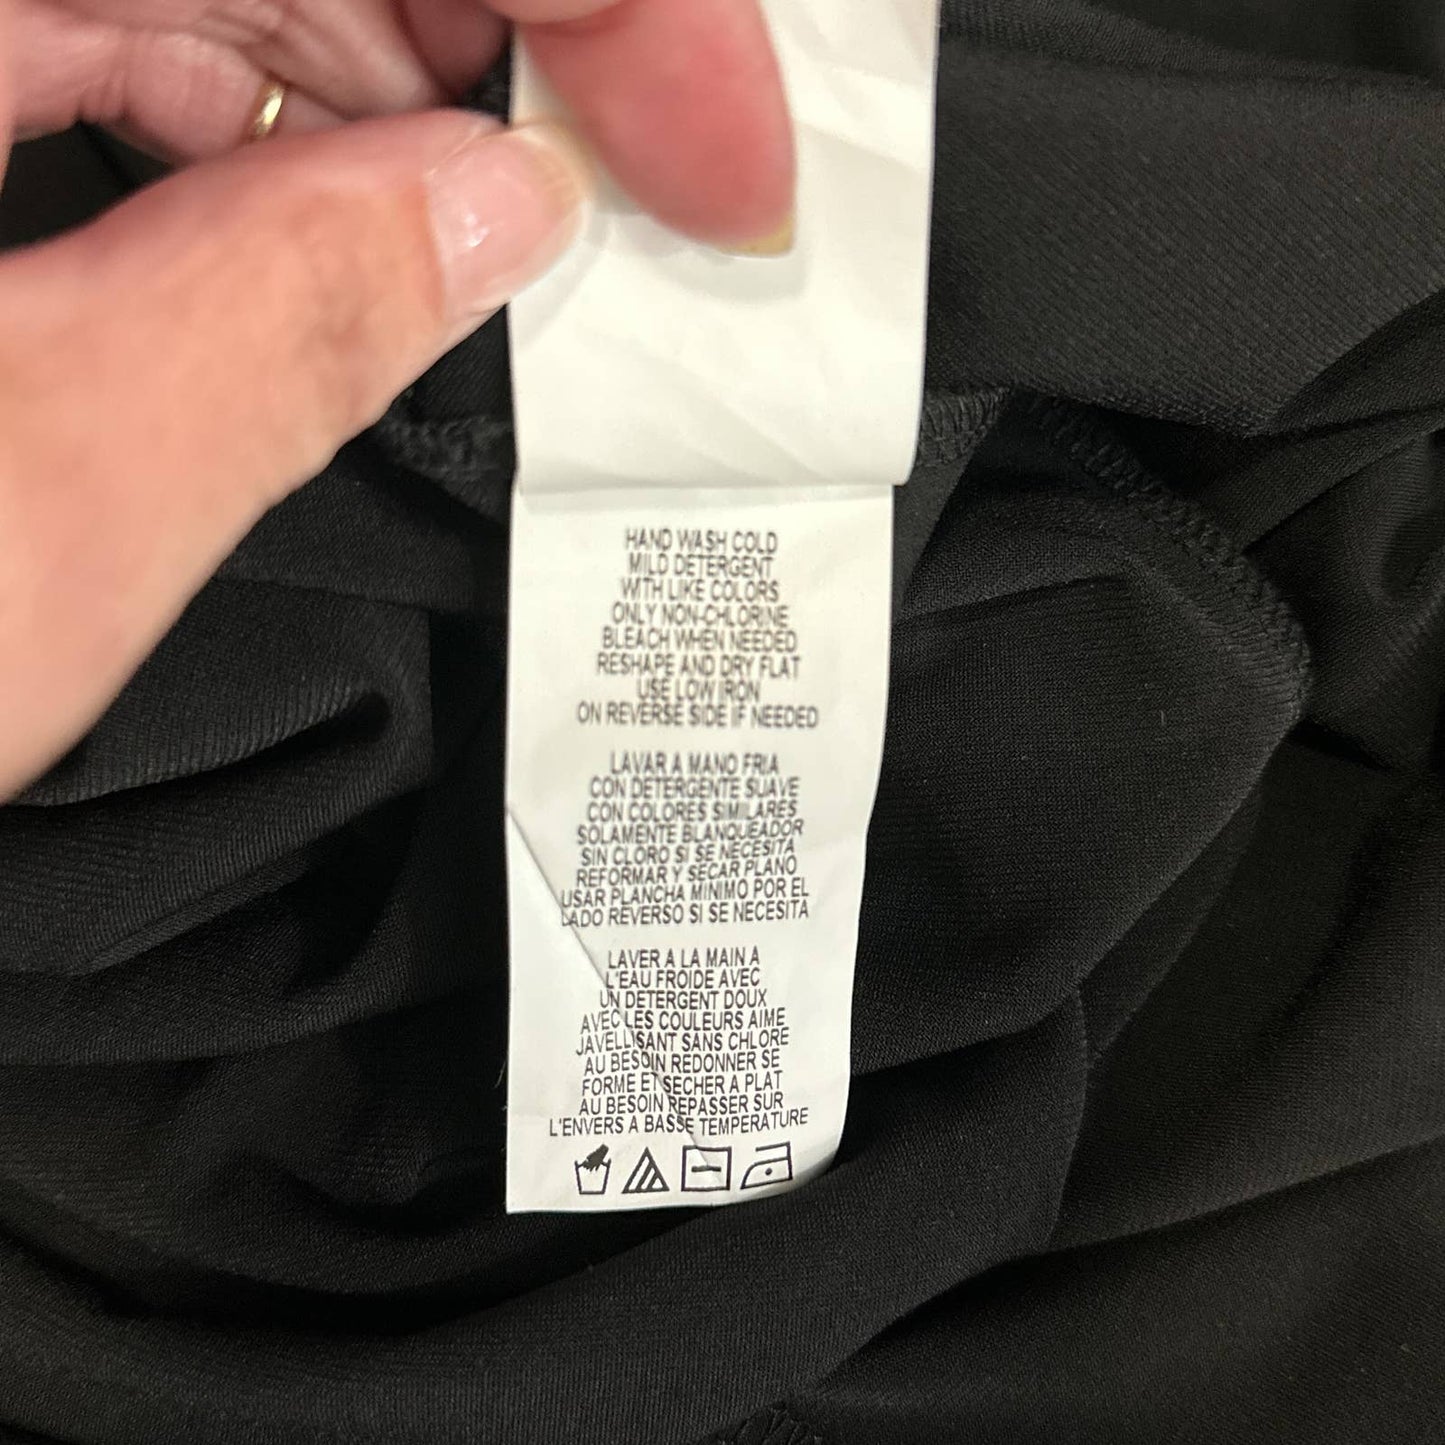 HAND WASH COLD
MILD DETERGENT
WITH LIKE COLORS
ONLY NON-CHLORINE
BLEACH WHEN NEEDED
RESHAPE AND DRY FLAT
USE LOW IRON
ON REVERSE SIDE IF NEEDED
LAVAR A MANO FRIA
CON DETERGENTE SUAVE
CON COLORES SIMILARES
SOLAMENTE BLANQUEADOR
SIN CLORO SI SE NECESITA
REFORMAR Y SECAR PLANO
USAR PLANCHA MINIMO POR EL
LADO REVERSO SI SE NECESITA
LAVER A LA MAIN A
L'EAU FROIDE AVEC
UN DETERGENT DOUX
AVEC LES COULEURS AIME
JAVELLISANT SANS CHLORE
AU BESOIN REDONNER SE
FORME ET SECHER A PLAT
AU BESOIN REPASSER SUR
L'ENVERS A BASSE TEMPERATURE